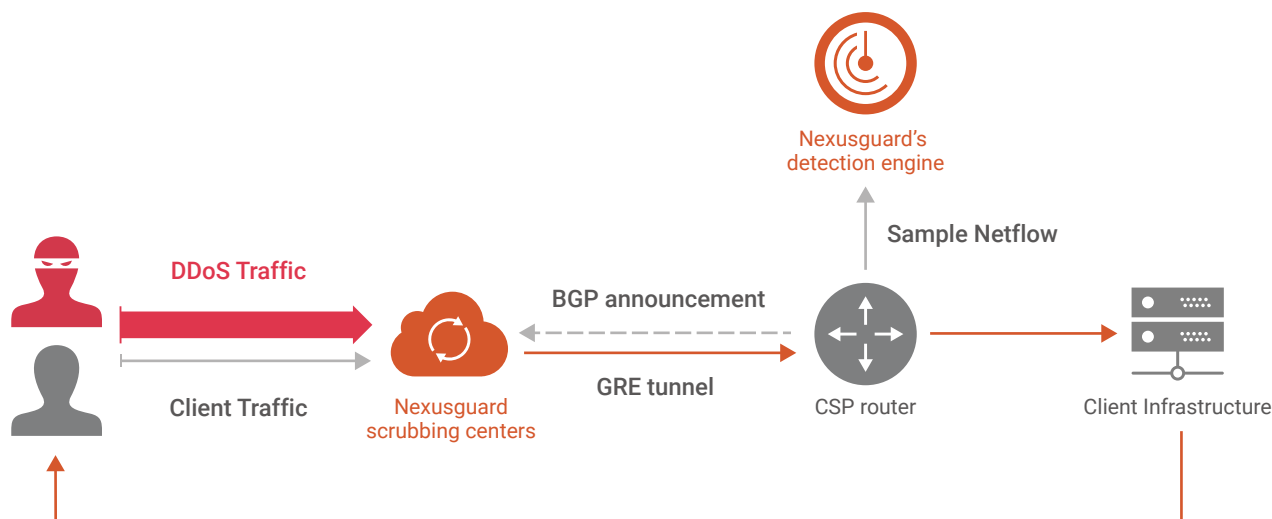 Nexusguard's
detection engine
Sample Netflow
DDoS Traffic
BGP announcement
Client Traffic
GRE tunnel
Nexusguard
scrubbing centers
CSP router
Client Infrastructure